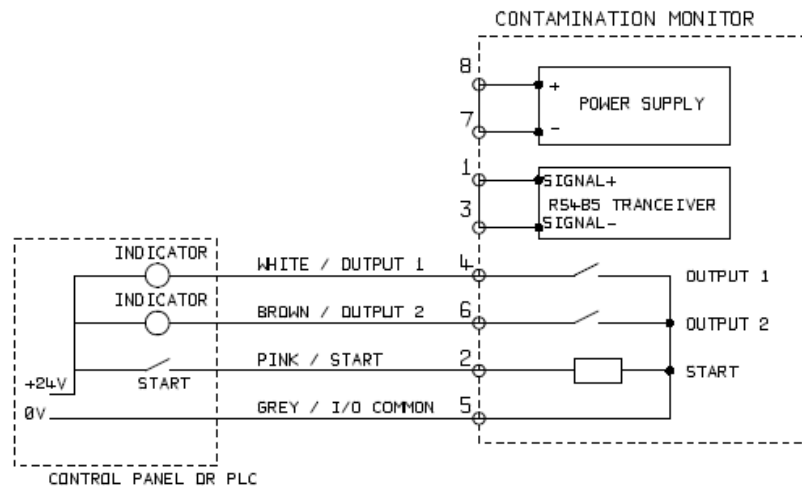 CONTAMINATION MONITOR
8
+
POWER SUPPLY
7
-
1
SIGNAL+
RS485 TRANCEIVER
3
SIGNAL-
INDICATOR
WHITE / OUTPUT 1
4
OUTPUT 1
INDICATOR
BROWN / OUTPUT 2
6
OUTPUT 2
PINK / START
2
START
START
+24V
0V
GREY / I/O COMMON
5
CONTROL PANEL OR PLC